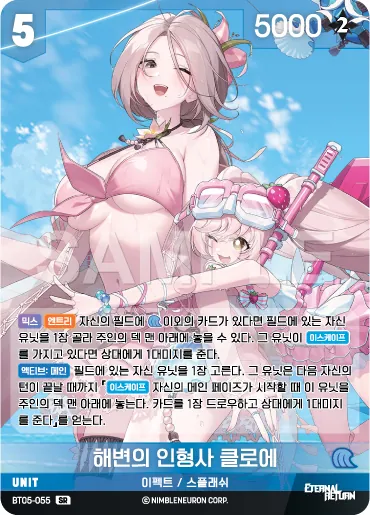 5
5000
2
SAMPLE
믹스 엔트리 자신의 필드에 이외의 카드가 있다면 필드에 있는 자신
유닛을 1장 골라 주인의 덱 맨 아래에 놓을 수 있다. 그 유닛이 이스케이프
를 가지고 있다면 상대에게 1대미지를 준다.
액티브: 메인 필드에 있는 자신 유닛을 1장 고른다. 그 유닛은 다음 자신의
턴이 끝날 때까지 「이스케이프 자신의 메인 페이즈가 시작할 때 이 유닛을
주인의 덱 맨 아래에 놓는다. 카드를 1장 드로우하고 상대에게 1대미지
를 준다」를 얻는다.
해변의 인형사 클로에
UNIT
이펙트 / 스플래쉬
BT05-055 SR
© NIMBLENEURON CORP.
ETERNAL
RETURN